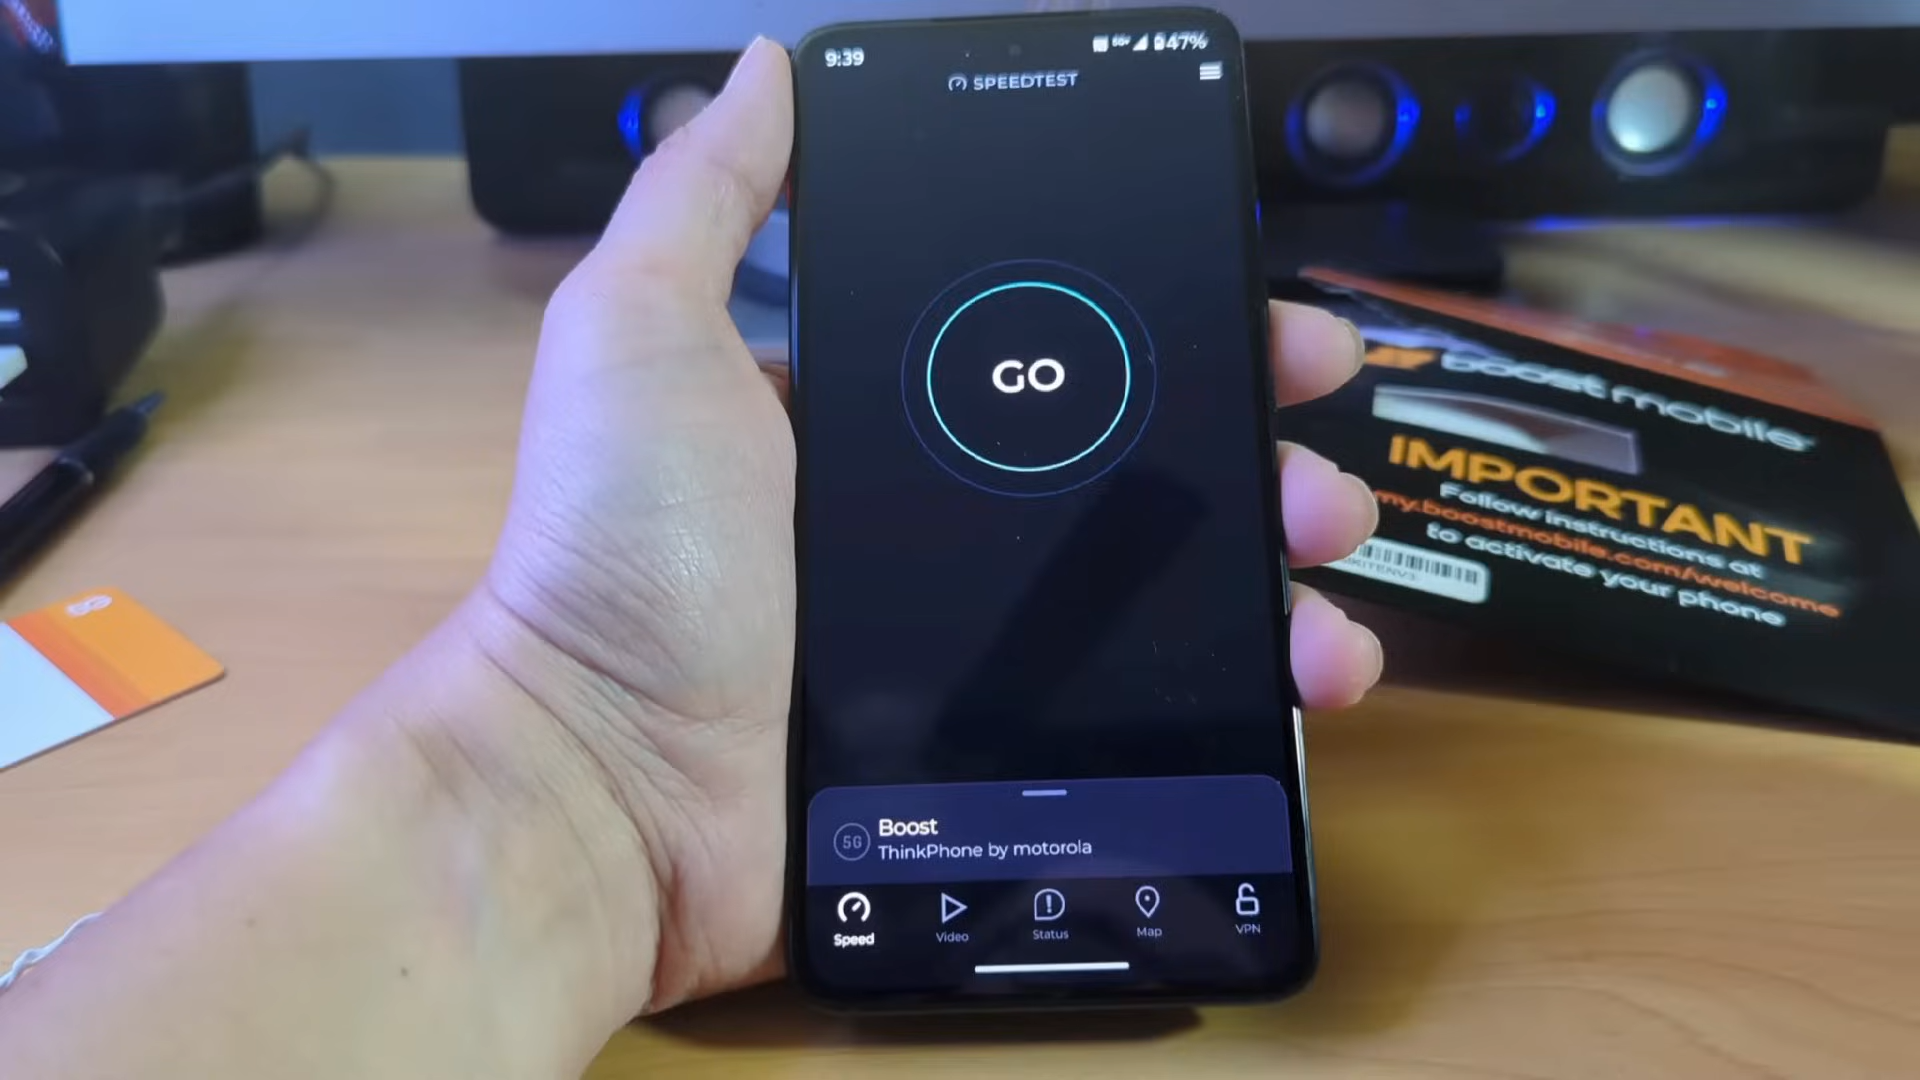 9:39
47%
SPEEDTEST
GO
Boost
5G
ThinkPhone by motorola
Speed
Video
Status
Map
VPN
boost mobile
IMPORTANT
Follow instructions at
my.boostmobile.com/welcome
to activate your phone